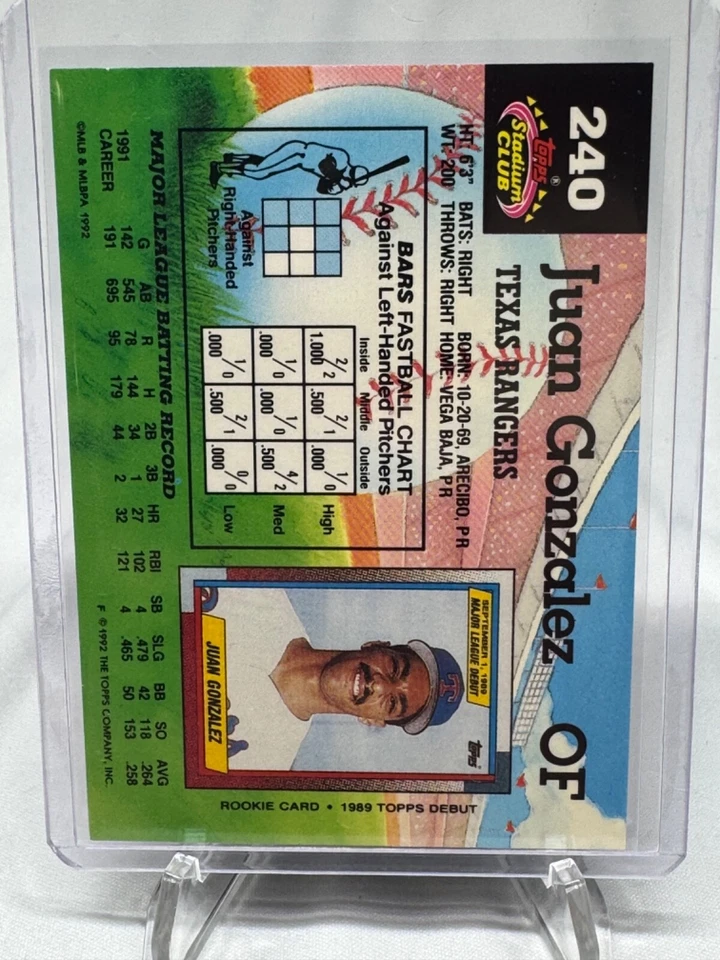 240
TOPPS®
Stadium
CLUB
Juan Gonzalez OF
TEXAS RANGERS
HT: 6'3" BATS: RIGHT BORN: 10-20-69, ARECIBO, PR
WT: 200 THROWS: RIGHT HOME: VEGA BAJA, PR
BARS FASTBALL CHART
Against Left-Handed Pitchers
Inside Middle Outside
2/2 2/1 1/0
1.000 .500 .000 High
1/0 1/0 4/2
.000 .000 .500 Med
1/0 2/1 0/0
.000 .500 .000 Low
Against
Right-Handed
Pitchers
SEPTEMBER 1, 1989
MAJOR LEAGUE DEBUT
TOPPS
JUAN GONZALEZ
ROOKIE CARD • 1989 TOPPS DEBUT
MAJOR LEAGUE BATTING RECORD
G AB R H 2B 3B HR RBI SB SLG BB SO AVG
1991 142 545 78 144 34 1 27 102 4 .479 42 118 .264
CAREER 191 695 95 179 44 2 32 121 4 .465 50 153 .258
©MLB & MLBPA 1992
F © 1992 THE TOPPS COMPANY, INC.